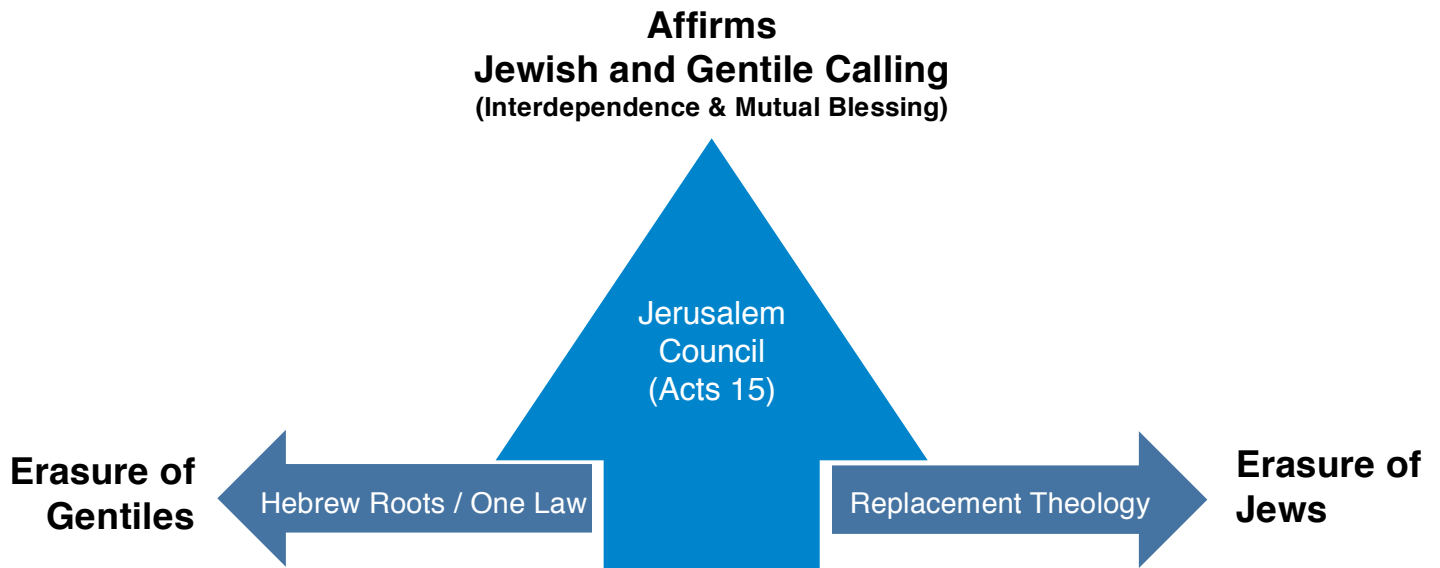 Affirms
Jewish and Gentile Calling
(Interdependence & Mutual Blessing)
Jerusalem
Council
(Acts 15)
Erasure of
Gentiles
Hebrew Roots / One Law
Replacement Theology
Erasure of
Jews